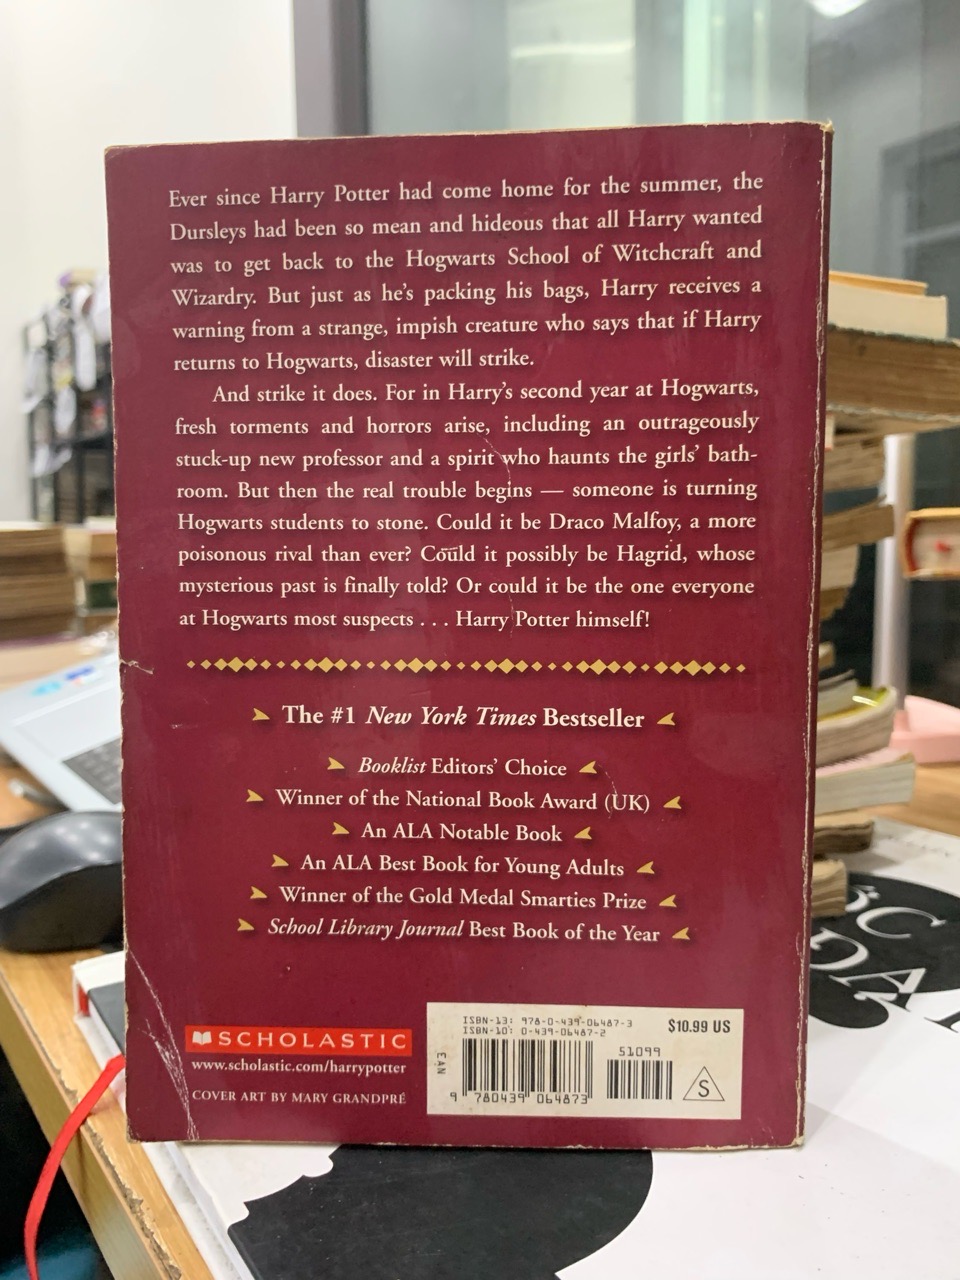 Ever since Harry Potter had come home for the summer, the
Dursleys had been so mean and hideous that all Harry wanted
was to get back to the Hogwarts School of Witchcraft and
Wizardry. But just as he's packing his bags, Harry receives a
warning from a strange, impish creature who says that if Harry
returns to Hogwarts, disaster will strike.
And strike it does. For in Harry's second year at Hogwarts,
fresh torments and horrors arise, including an outrageously
stuck-up new professor and a spirit who haunts the girls' bath-
room. But then the real trouble begins — someone is turning
Hogwarts students to stone. Could it be Draco Malfoy, a more
poisonous rival than ever? Could it possibly be Hagrid, whose
mysterious past is finally told? Or could it be the one everyone
at Hogwarts most suspects . . . Harry Potter himself!
The #1 New York Times Bestseller
Booklist Editors' Choice
Winner of the National Book Award (UK)
An ALA Notable Book
An ALA Best Book for Young Adults
Winner of the Gold Medal Smarties Prize
School Library Journal Best Book of the Year
SCHOLASTIC
www.scholastic.com/harrypotter
COVER ART BY MARY GRANDPRÉ
ISBN-13: 978-0-439-06487-3
ISBN-10: 0-439-06487-2
$10.99 US
51099
EAN
9 780439 064873
S